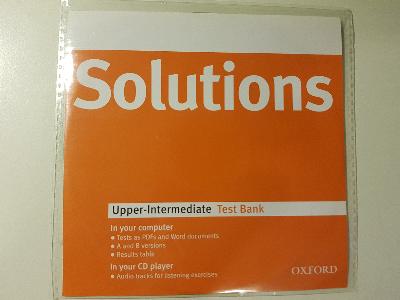 Solutions
Upper-Intermediate Test Bank
In your computer
• Tests as PDFs and Word documents
• A and B versions
• Results table
In your CD player
• Audio tracks for listening exercises
OXFORD